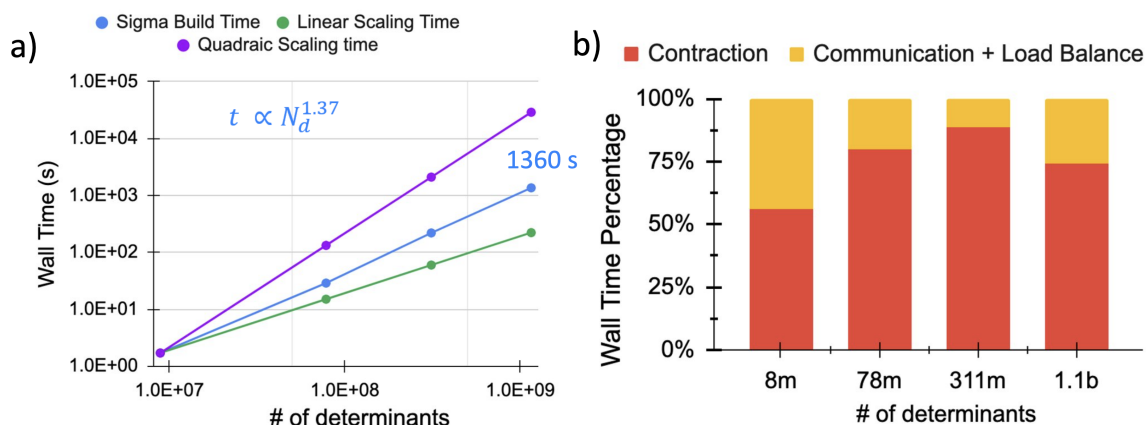 a)
Sigma Build Time
Linear Scaling Time
Quadraic Scaling time
1.0E+05
1.0E+04
1.0E+03
1.0E+02
1.0E+01
1.0E+00
Wall Time (s)
t ∝ N_d^1.37
1360 s
1.0E+07
1.0E+08
1.0E+09
# of determinants
b)
Contraction
Communication + Load Balance
100%
75%
50%
25%
0%
Wall Time Percentage
8m
78m
311m
1.1b
# of determinants